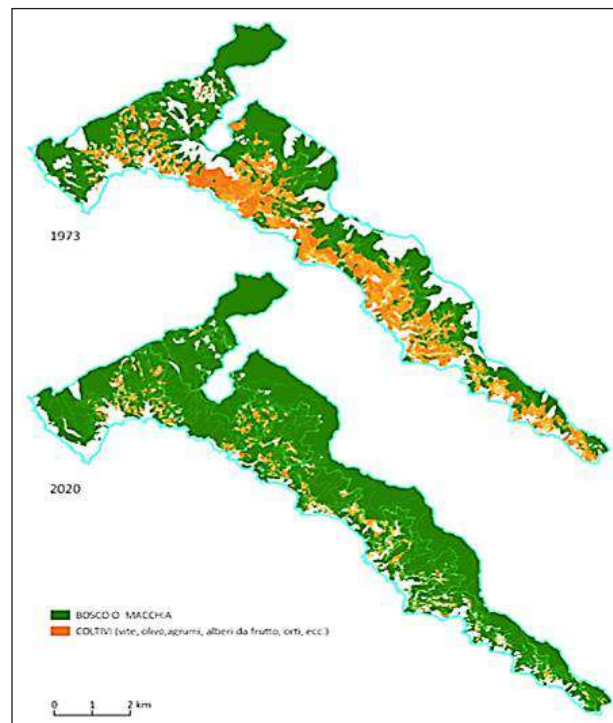 1973
2020
BOSCO O MACCHIA
COLTIVI (vite, olivo,agrumi, alberi da frutto, orti, ecc.)
0 1 2 km